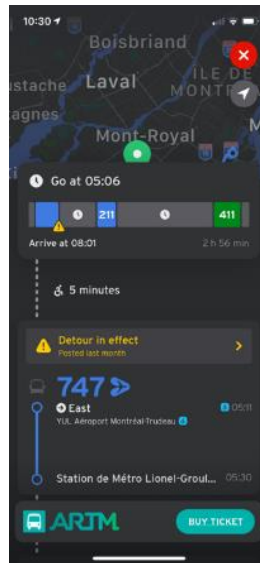 10:30
Boisbriand
stache
Laval
ILE DE
MONT
agnes
Mont-Royal
Go at 05:06
211
411
Arrive at 08:01
2 h 56 min
5 minutes
Detour in effect
Posted last month
747
East
05:11
YUL Aéroport Montréal-Trudeau
Station de Métro Lionel-Groul...
05:30
ARTM
BUY TICKET